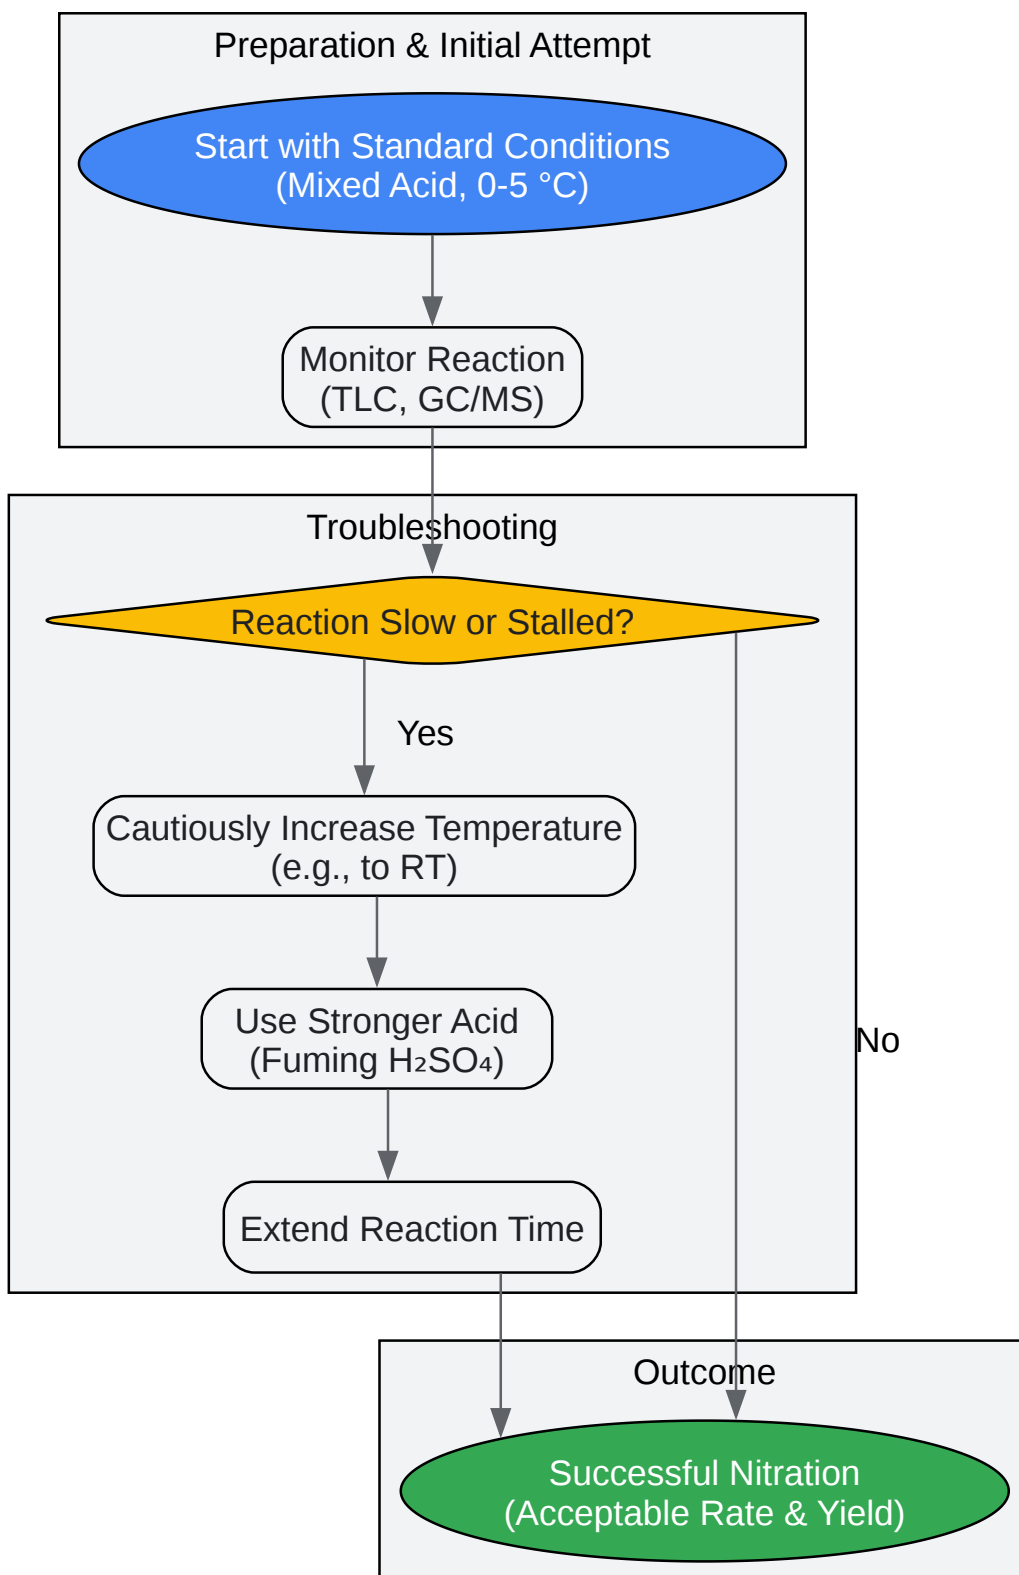 Preparation & Initial Attempt
Start with Standard Conditions
(Mixed Acid, 0-5 °C)
Monitor Reaction
(TLC, GC/MS)
Troubleshooting
Reaction Slow or Stalled?
Yes
Cautiously Increase Temperature
(e.g., to RT)
Use Stronger Acid
(Fuming H₂SO₄)
No
Extend Reaction Time
Outcome
Successful Nitration
(Acceptable Rate & Yield)